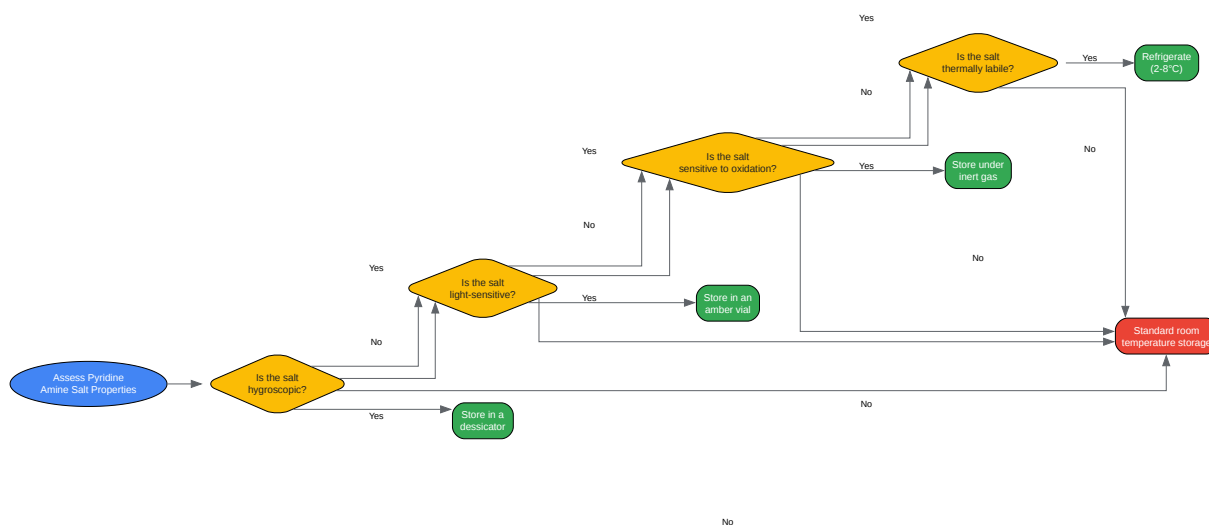 Assess Pyridine
Amine Salt Properties
Is the salt
hygroscopic?
Yes
No
Yes
Store in a
dessicator
Is the salt
light-sensitive?
Yes
No
Yes
Store in an
amber vial
Is the salt
sensitive to oxidation?
Yes
No
Yes
Store under
inert gas
Is the salt
thermally labile?
Yes
Refrigerate
(2-8°C)
No
No
No
No
Standard room
temperature storage